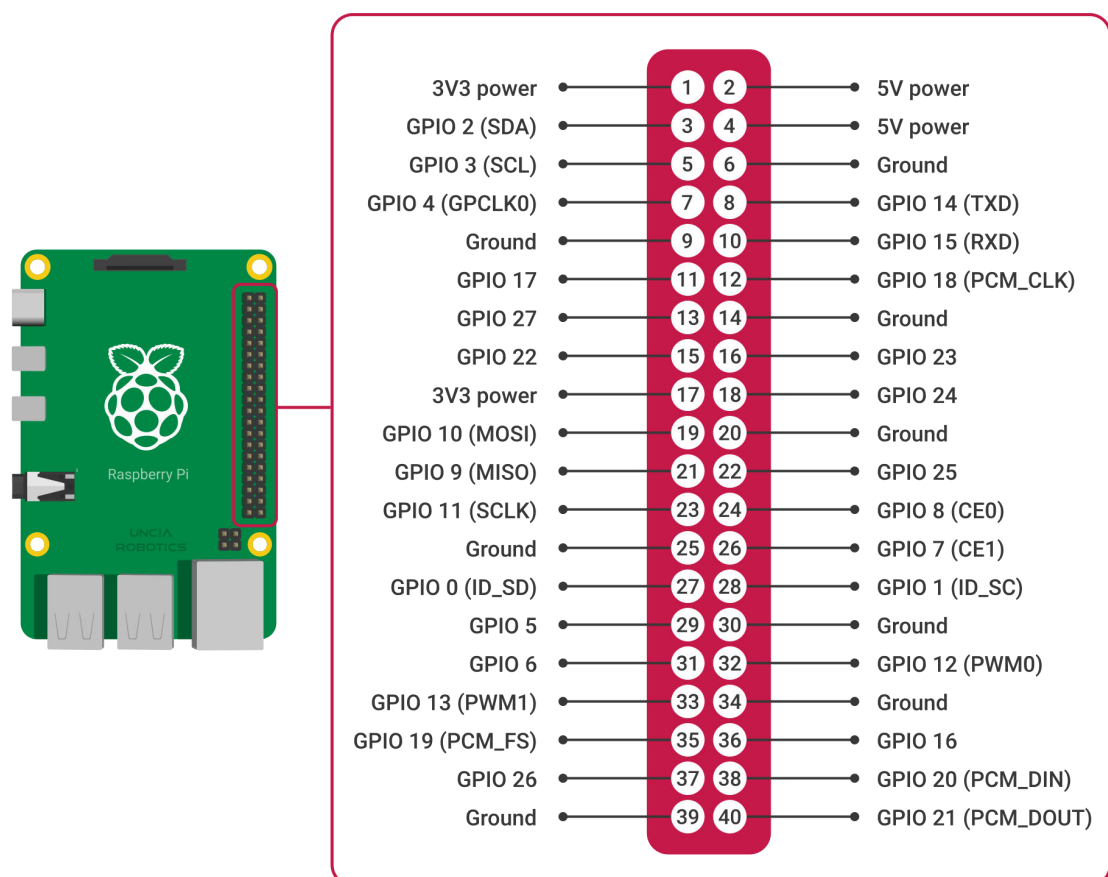 3V3 power 1 2 5V power
GPIO 2 (SDA) 3 4 5V power
GPIO 3 (SCL) 5 6 Ground
GPIO 4 (GPCLK0) 7 8 GPIO 14 (TXD)
Ground 9 10 GPIO 15 (RXD)
GPIO 17 11 12 GPIO 18 (PCM_CLK)
GPIO 27 13 14 Ground
GPIO 22 15 16 GPIO 23
3V3 power 17 18 GPIO 24
GPIO 10 (MOSI) 19 20 Ground
GPIO 9 (MISO) 21 22 GPIO 25
GPIO 11 (SCLK) 23 24 GPIO 8 (CE0)
Ground 25 26 GPIO 7 (CE1)
GPIO 0 (ID_SD) 27 28 GPIO 1 (ID_SC)
GPIO 5 29 30 Ground
GPIO 6 31 32 GPIO 12 (PWM0)
GPIO 13 (PWM1) 33 34 Ground
GPIO 19 (PCM_FS) 35 36 GPIO 16
GPIO 26 37 38 GPIO 20 (PCM_DIN)
Ground 39 40 GPIO 21 (PCM_DOUT)
Raspberry Pi
UNCIA
ROBOTICS